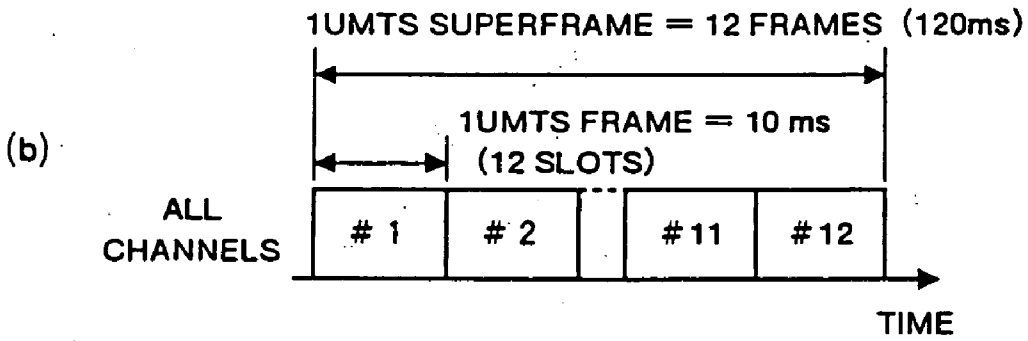 1UMTS SUPERFRAME = 12 FRAMES (120ms)
1UMTS FRAME = 10 ms
(12 SLOTS)
(b)
ALL
CHANNELS
# 1
# 2
# 11
# 12
TIME